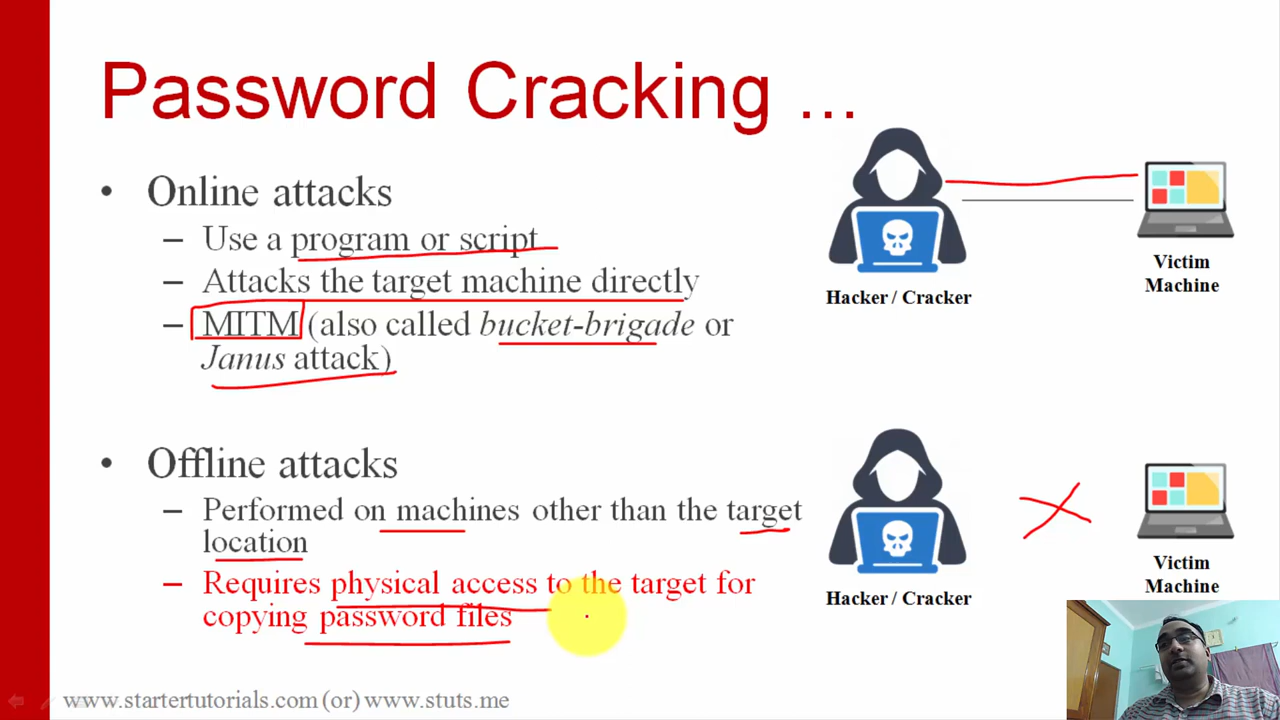 Password Cracking ...
• Online attacks
– Use a program or script
– Attacks the target machine directly
– MITM (also called bucket-brigade or
Janus attack)
Hacker / Cracker
Victim
Machine
• Offline attacks
– Performed on machines other than the target
location
– Requires physical access to the target for
copying password files
Hacker / Cracker
Victim
Machine
www.startertutorials.com (or) www.stuts.me